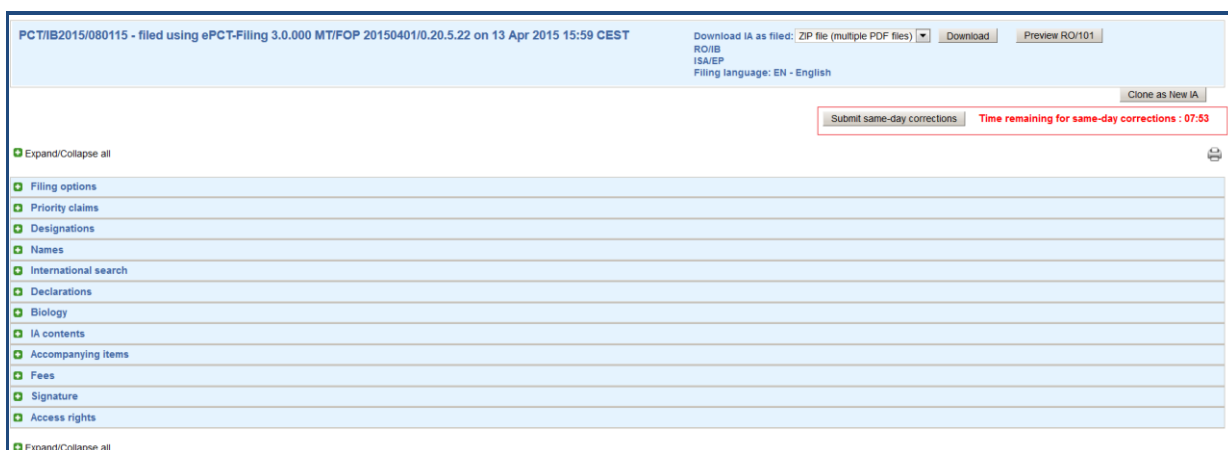 PCT/IB2015/080115 - filed using ePCT-Filing 3.0.000 MT/FOP 20150401/0.20.5.22 on 13 Apr 2015 15:59 CEST
Download IA as filed: ZIP file (multiple PDF files) Download Preview RO/101
RO/IB
ISA/EP
Filing language: EN - English
Clone as New IA
Submit same-day corrections Time remaining for same-day corrections : 07:53
Expand/Collapse all
Filing options
Priority claims
Designations
Names
International search
Declarations
Biology
IA contents
Accompanying items
Fees
Signature
Access rights
Expand/Collapse all